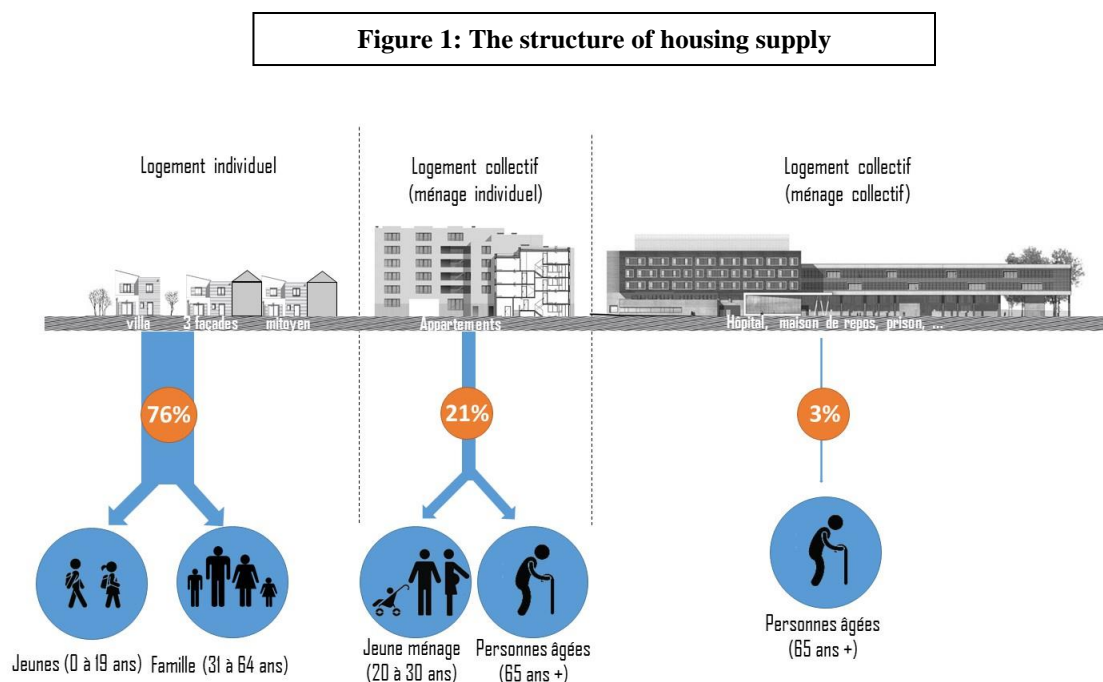 Figure 1: The structure of housing supply
Logement individuel
Logement collectif
(ménage individuel)
Logement collectif
(ménage collectif)
villa
3 façades
mitoyen
Appartements
Hôpital, maison de repos, prison, ...
76%
21%
3%
Jeunes (0 à 19 ans)
Famille (31 à 64 ans)
Jeune ménage
(20 à 30 ans)
Personnes âgées
(65 ans +)
Personnes âgées
(65 ans +)